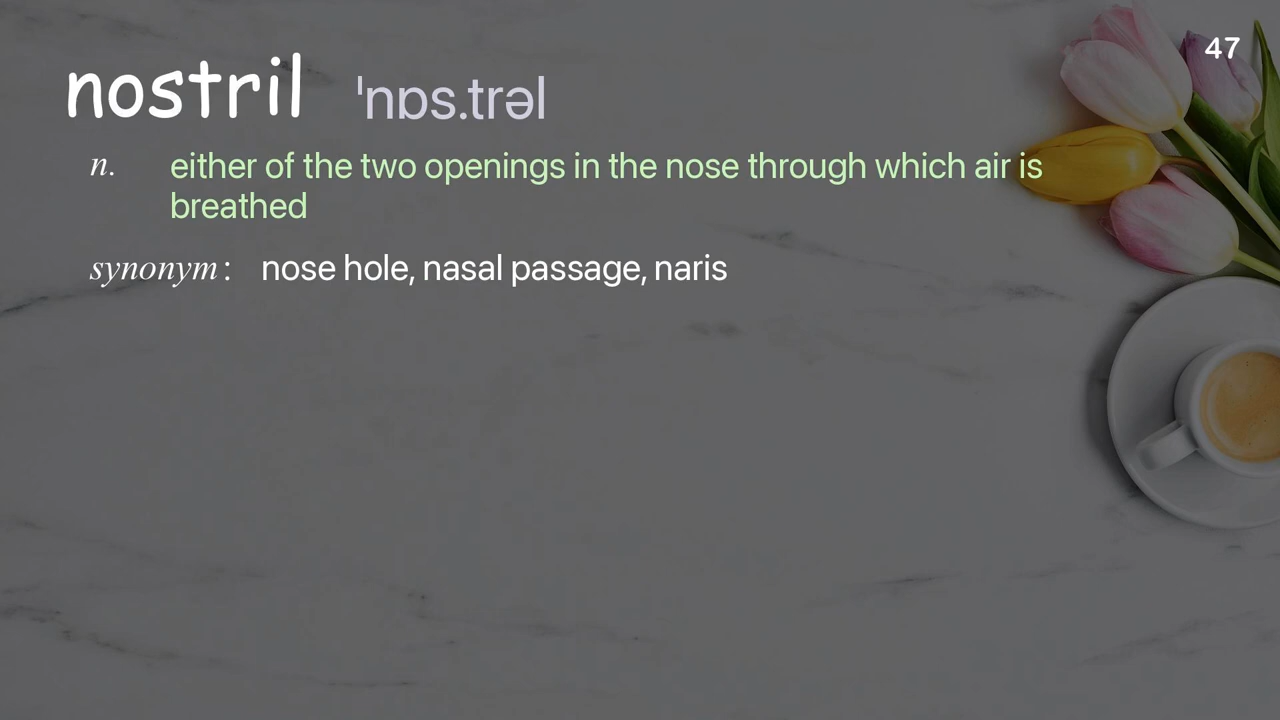 47
nostril ˈnɒs.trəl
n. either of the two openings in the nose through which air is
breathed
synonym: nose hole, nasal passage, naris